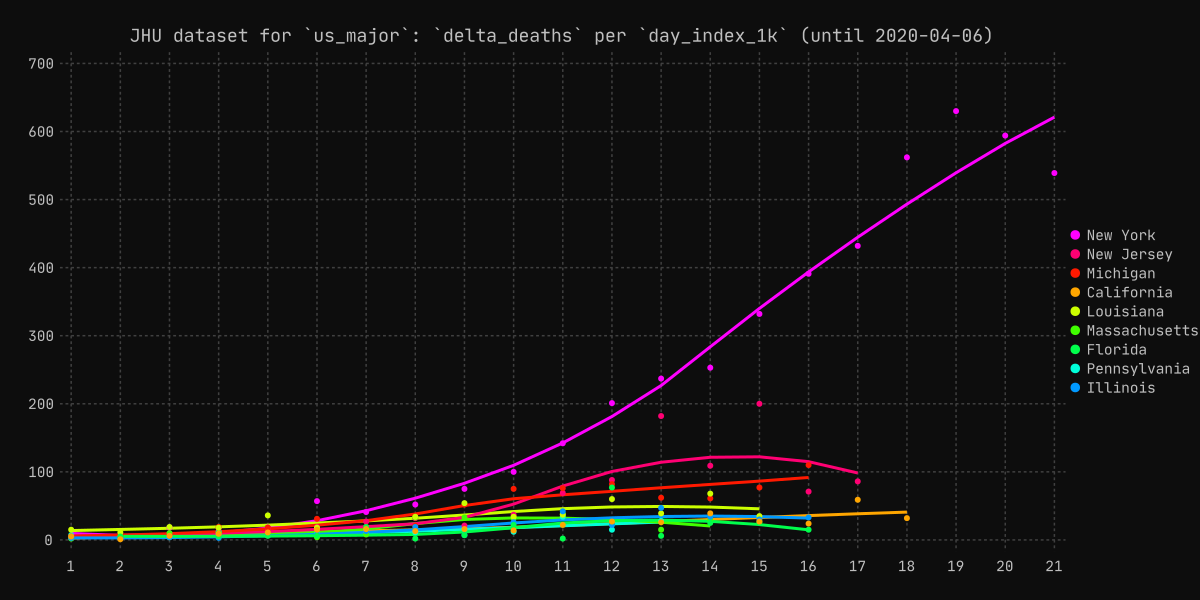 JHU dataset for `us_major`: `delta_deaths` per `day_index_1k` (until 2020-04-06)
700
600
500
400
300
200
100
0
1 2 3 4 5 6 7 8 9 10 11 12 13 14 15 16 17 18 19 20 21
New York
New Jersey
Michigan
California
Louisiana
Massachusetts
Florida
Pennsylvania
Illinois